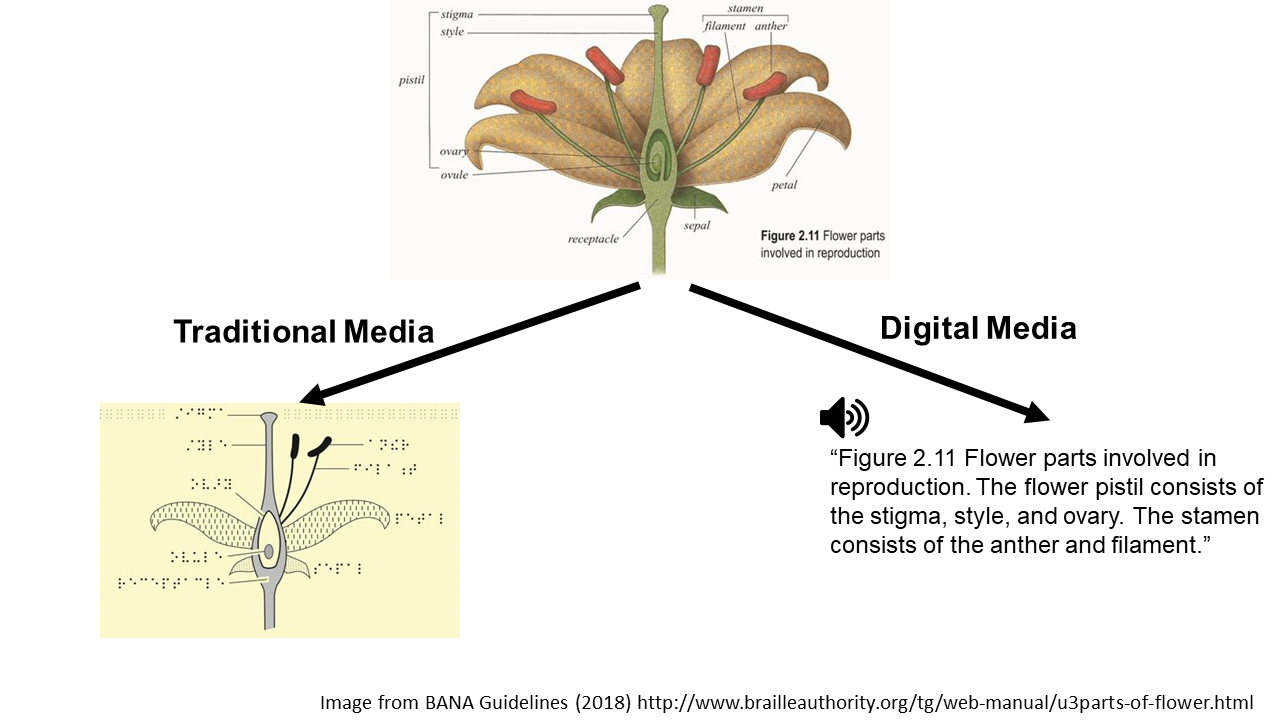 stamen
stigma
filament anther
style
pistil
ovary
ovule
petal
sepal
receptacle
Figure 2.11 Flower parts
involved in reproduction
Traditional Media
Digital Media
⠌⠊⠛⠍⠁
⠌⠽⠇⠑
⠋⠊⠇⠁⠰⠞
⠕⠧⠜⠽
⠏⠑⠞⠁⠇
⠕⠧⠥⠇⠑
⠎⠑⠏⠁⠇
⠗⠑⠉⠑⠏⠞⠁⠉⠇⠑
“Figure 2.11 Flower parts involved in
reproduction. The flower pistil consists of
the stigma, style, and ovary. The stamen
consists of the anther and filament.”
Image from BANA Guidelines (2018) http://www.brailleauthority.org/tg/web-manual/u3parts-of-flower.html